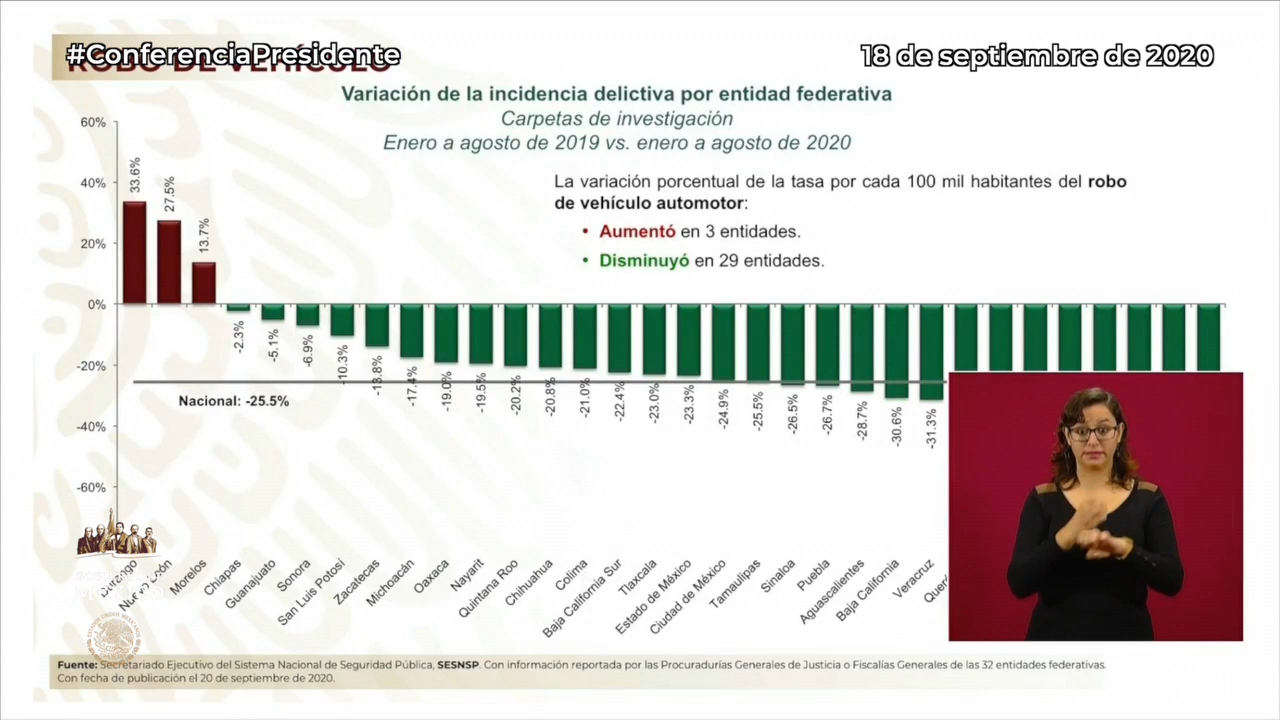 #ConferenciaPresidente
18 de septiembre de 2020
ROBO DE VEHÍCULO
Variación de la incidencia delictiva por entidad federativa
Carpetas de investigación
Enero a agosto de 2019 vs. enero a agosto de 2020
La variación porcentual de la tasa por cada 100 mil habitantes del robo
de vehículo automotor:
• Aumentó en 3 entidades.
• Disminuyó en 29 entidades.
60%
40%
20%
0%
-20%
-40%
-60%
33.6%
27.5%
13.7%
-2.3%
-5.1%
-6.9%
-10.3%
-13.8%
-17.4%
-19.0%
-19.5%
-20.2%
-20.8%
-21.0%
-22.4%
-23.0%
-23.3%
-24.9%
-25.5%
-26.5%
-26.7%
-28.7%
-30.6%
-31.3%
Nacional: -25.5%
Morelos
Chiapas
Guanajuato
Sonora
San Luis Potosí
Zacatecas
Michoacán
Oaxaca
Nayarit
Quintana Roo
Chihuahua
Colima
Baja California Sur
Tlaxcala
Estado de México
Ciudad de México
Tamaulipas
Sinaloa
Puebla
Aguascalientes
Baja California
Veracruz
Fuente: Secretariado Ejecutivo del Sistema Nacional de Seguridad Pública, SESNSP. Con información reportada por las Procuradurías Generales de Justicia o Fiscalías Generales de las 32 entidades federativas.
Con fecha de publicación el 20 de septiembre de 2020.